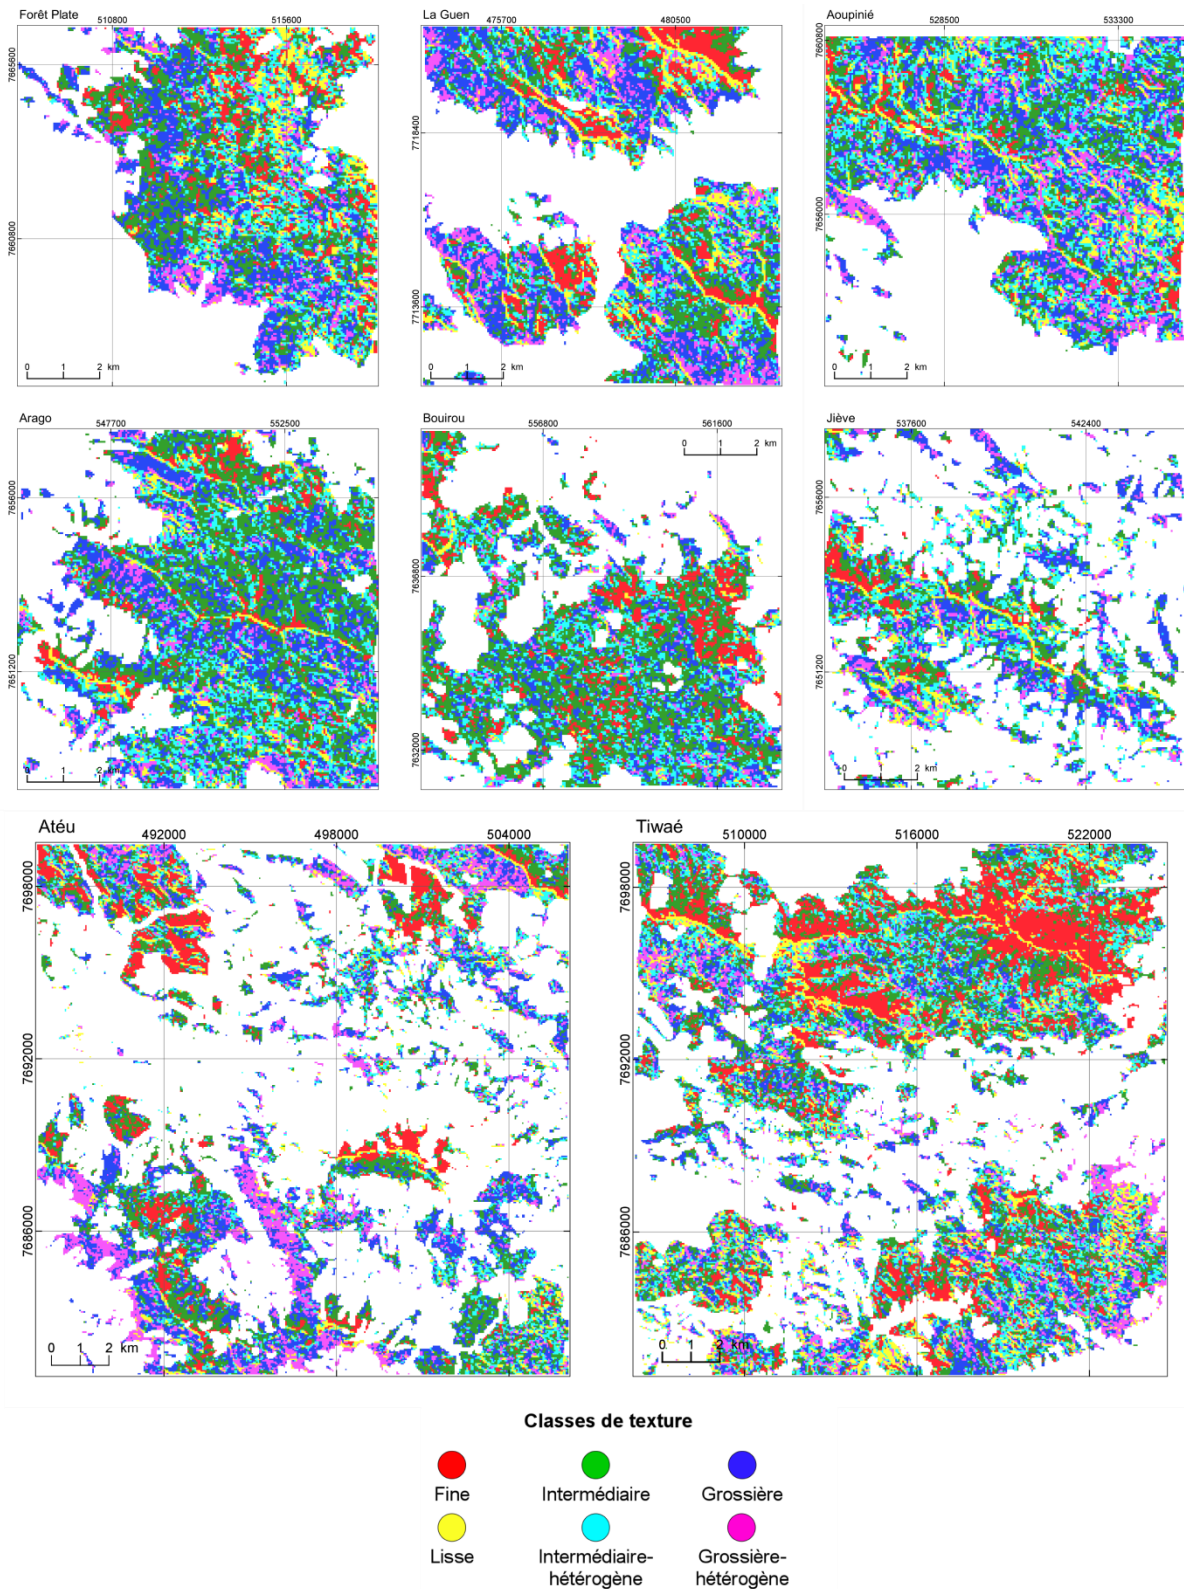 Forêt Plate
510800
515600
7665600
7660800
0 1 2 km
La Guen
4757700
480500
7718400
7713600
0 1 2 km
Aoupinié
528500
533300
7660800
7656000
0 1 2 km
Arago
547700
552500
7656000
7651200
0 1 2 km
Bouirou
556800
561600
0 1 2 km
7636800
7632000
Jiève
537600
542400
7656000
7651200
0 1 2 km
Atéu
492000
498000
504000
7698000
7692000
7686000
0 1 2 km
Tiwaé
510000
516000
522000
7698000
7692000
7686000
0 1 2 km
Classes de texture
Fine
Intermédiaire
Grossière
Lisse
Intermédiaire-
hétérogène
Grossière-
hétérogène